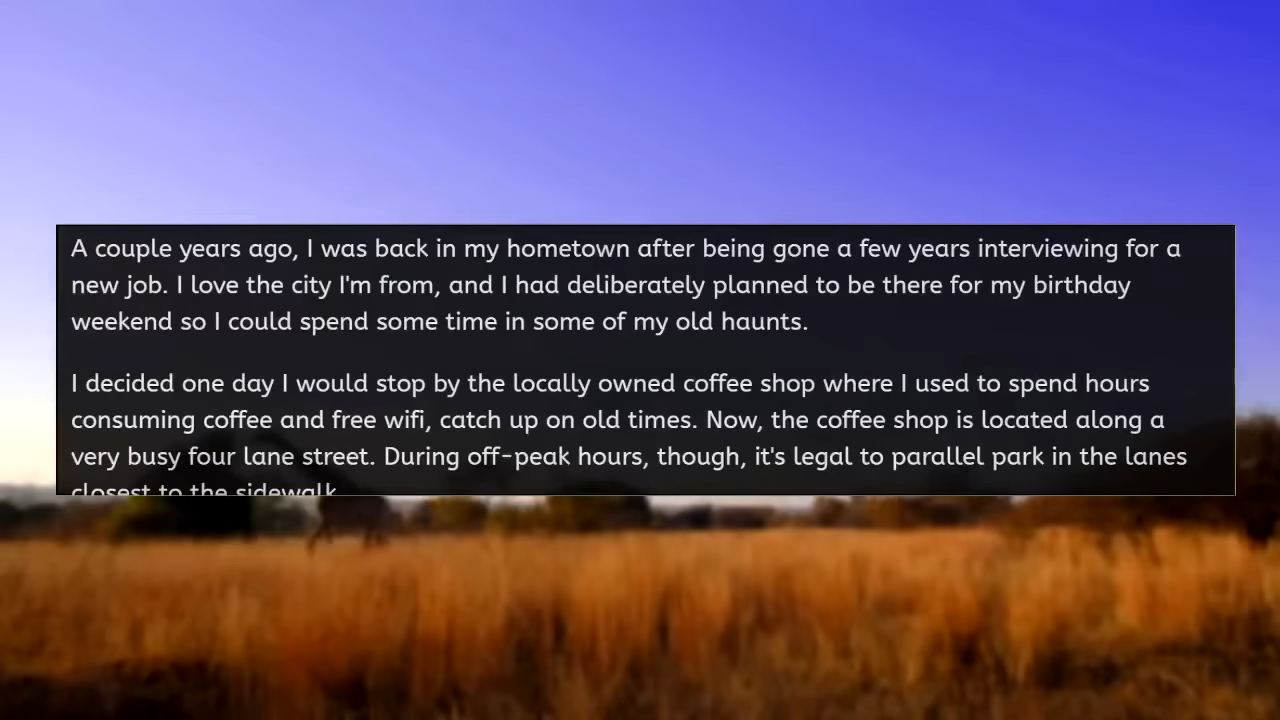 A couple years ago, I was back in my hometown after being gone a few years interviewing for a
new job. I love the city I'm from, and I had deliberately planned to be there for my birthday
weekend so I could spend some time in some of my old haunts.
I decided one day I would stop by the locally owned coffee shop where I used to spend hours
consuming coffee and free wifi, catch up on old times. Now, the coffee shop is located along a
very busy four lane street. During off-peak hours, though, it's legal to parallel park in the lanes
closest to the sidewalk.